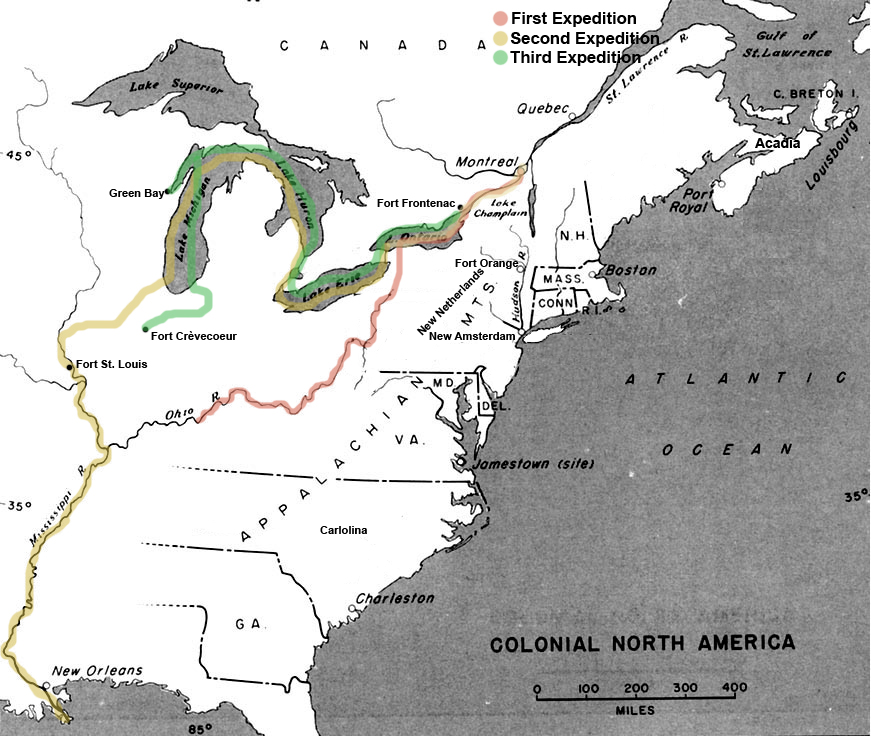 First Expedition
Second Expedition
Third Expedition
CANADA
Gulf of
St. Lawrence
St. Lawrence R.
C. BRETON I.
Louisbourg
Acadia
Port
Royal
Quebec
Montreal
Lake Superior
45°
Green Bay
Lake Michigan
Lake Huron
Fort Frontenac
Lake
Champlain
L. Ontario
Lake Erie
N.H.
Fort Orange
Boston
MASS.
CONN
R.I.
Hudson R.
New Netherlands
MTS.
New Amsterdam
Fort Crèvecoeur
Fort St. Louis
MD
DEL.
Ohio R.
VA.
APPALACHIAN
ATLANTIC
OCEAN
Jamestown (site)
Mississippi R.
35°
35°
Carlolina
Charleston
GA.
New Orleans
COLONIAL NORTH AMERICA
0 100 200 300 400
MILES
85°